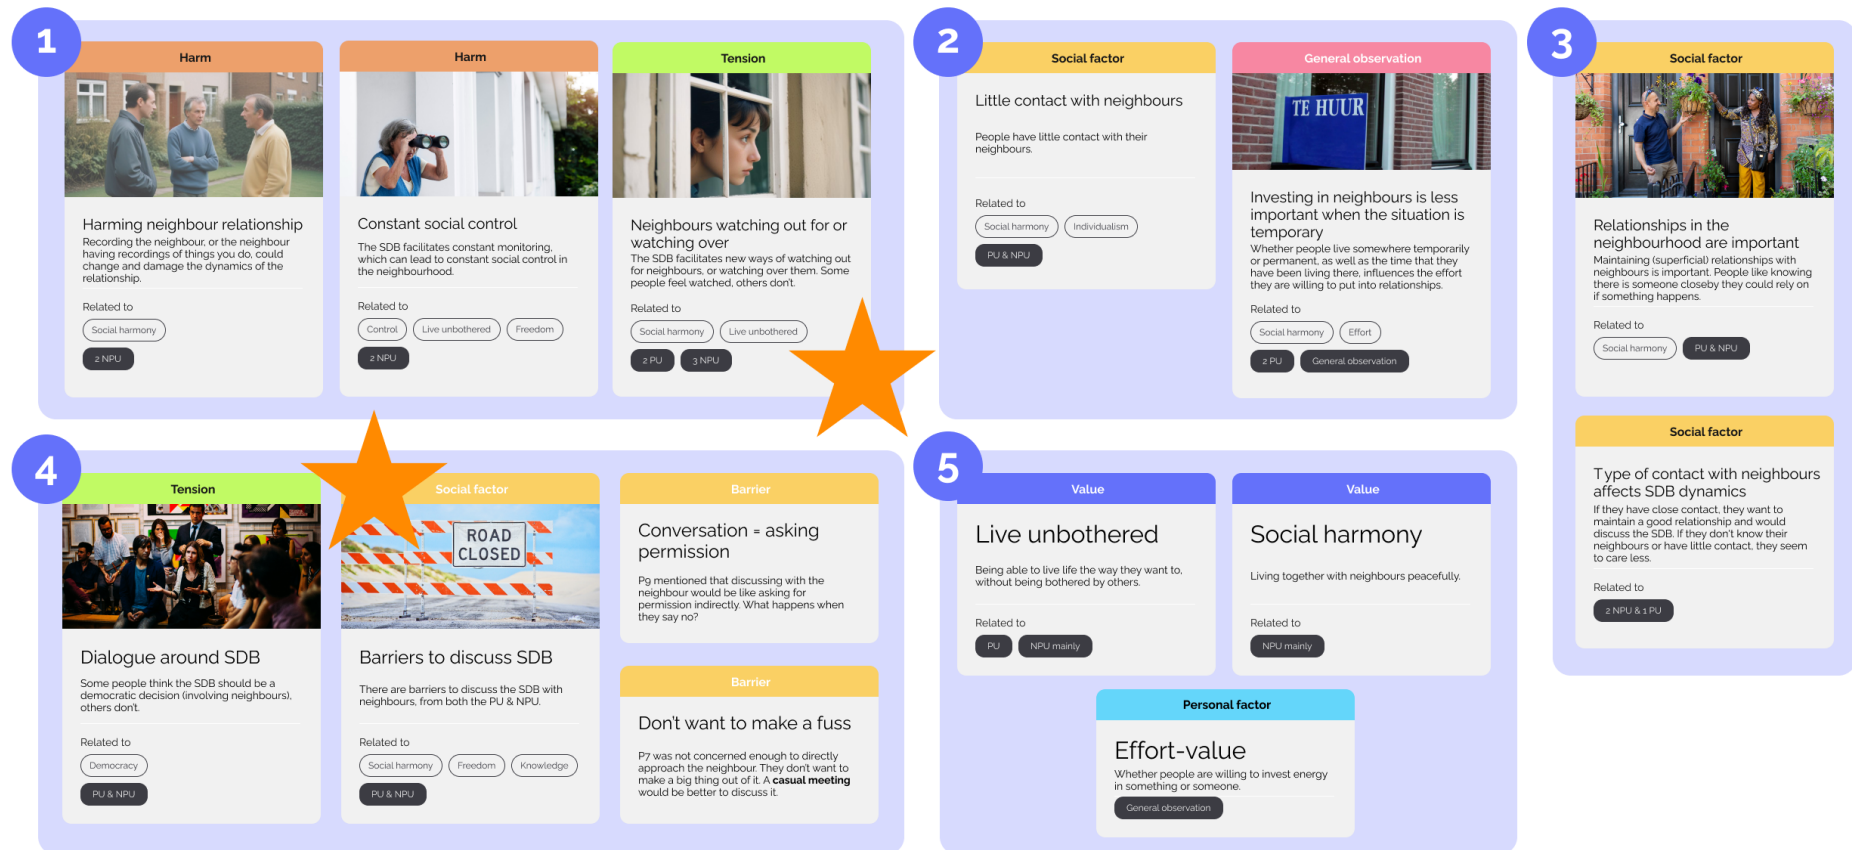 1
Harm
Harming neighbour relationship
Recording the neighbour, or the neighbour
having recordings of things you do, could
change and damage the dynamics of the
relationship.
Related to
Social harmony
2 NPU
Harm
Constant social control
The SDB facilitates constant monitoring,
which can lead to constant social control in
the neighbourhood.
Related to
Control Live unbothered Freedom
2 NPU
Tension
Neighbours watching out for or
watching over
The SDB facilitates new ways of watching out
for neighbours, or watching over them. Some
people feel watched, others don't.
Related to
Social harmony Live unbothered
2 PU 3 NPU
2
Social factor
Little contact with neighbours
People have little contact with their
neighbours.
Related to
Social harmony Individualism
PU & NPU
General observation
TE HUUR
Investing in neighbours is less
important when the situation is
temporary
Whether people live somewhere temporarily
or permanent, as well as the time that they
have been living there, influences the effort
they are willing to put into relationships.
Related to
Social harmony Effort
2 PU General observation
3
Social factor
Relationships in the
neighbourhood are important
Maintaining (superficial) relationships with
neighbours is important. People like knowing
there is someone closeby they could rely on
if something happens.
Related to
Social harmony PU & NPU
Social factor
Type of contact with neighbours
affects SDB dynamics
If they have close contact, they want to
maintain a good relationship and would
discuss the SDB. If they don't know their
neighbours or have little contact, they seem
to care less.
Related to
2 NPU & 1 PU
4
Tension
Dialogue around SDB
Some people think the SDB should be a
democratic decision (involving neighbours),
others don't.
Related to
Democracy
PU & NPU
Social factor
ROAD
CLOSED
Barriers to discuss SDB
There are barriers to discuss the SDB with
neighbours, from both the PU & NPU.
Related to
Social harmony Freedom Knowledge
PU & NPU
Barrier
Conversation = asking
permission
P9 mentioned that discussing with the
neighbour would be like asking for
permission indirectly. What happens when
they say no?
Barrier
Don't want to make a fuss
P7 was not concerned enough to directly
approach the neighbour. They don't want to
make a big thing out of it. A casual meeting
would be better to discuss it.
5
Value
Live unbothered
Being able to live life the way they want to,
without being bothered by others.
Related to
PU NPU mainly
Value
Social harmony
Living together with neighbours peacefully.
Related to
NPU mainly
Personal factor
Effort-value
Whether people are willing to invest energy
in something or someone.
General observation